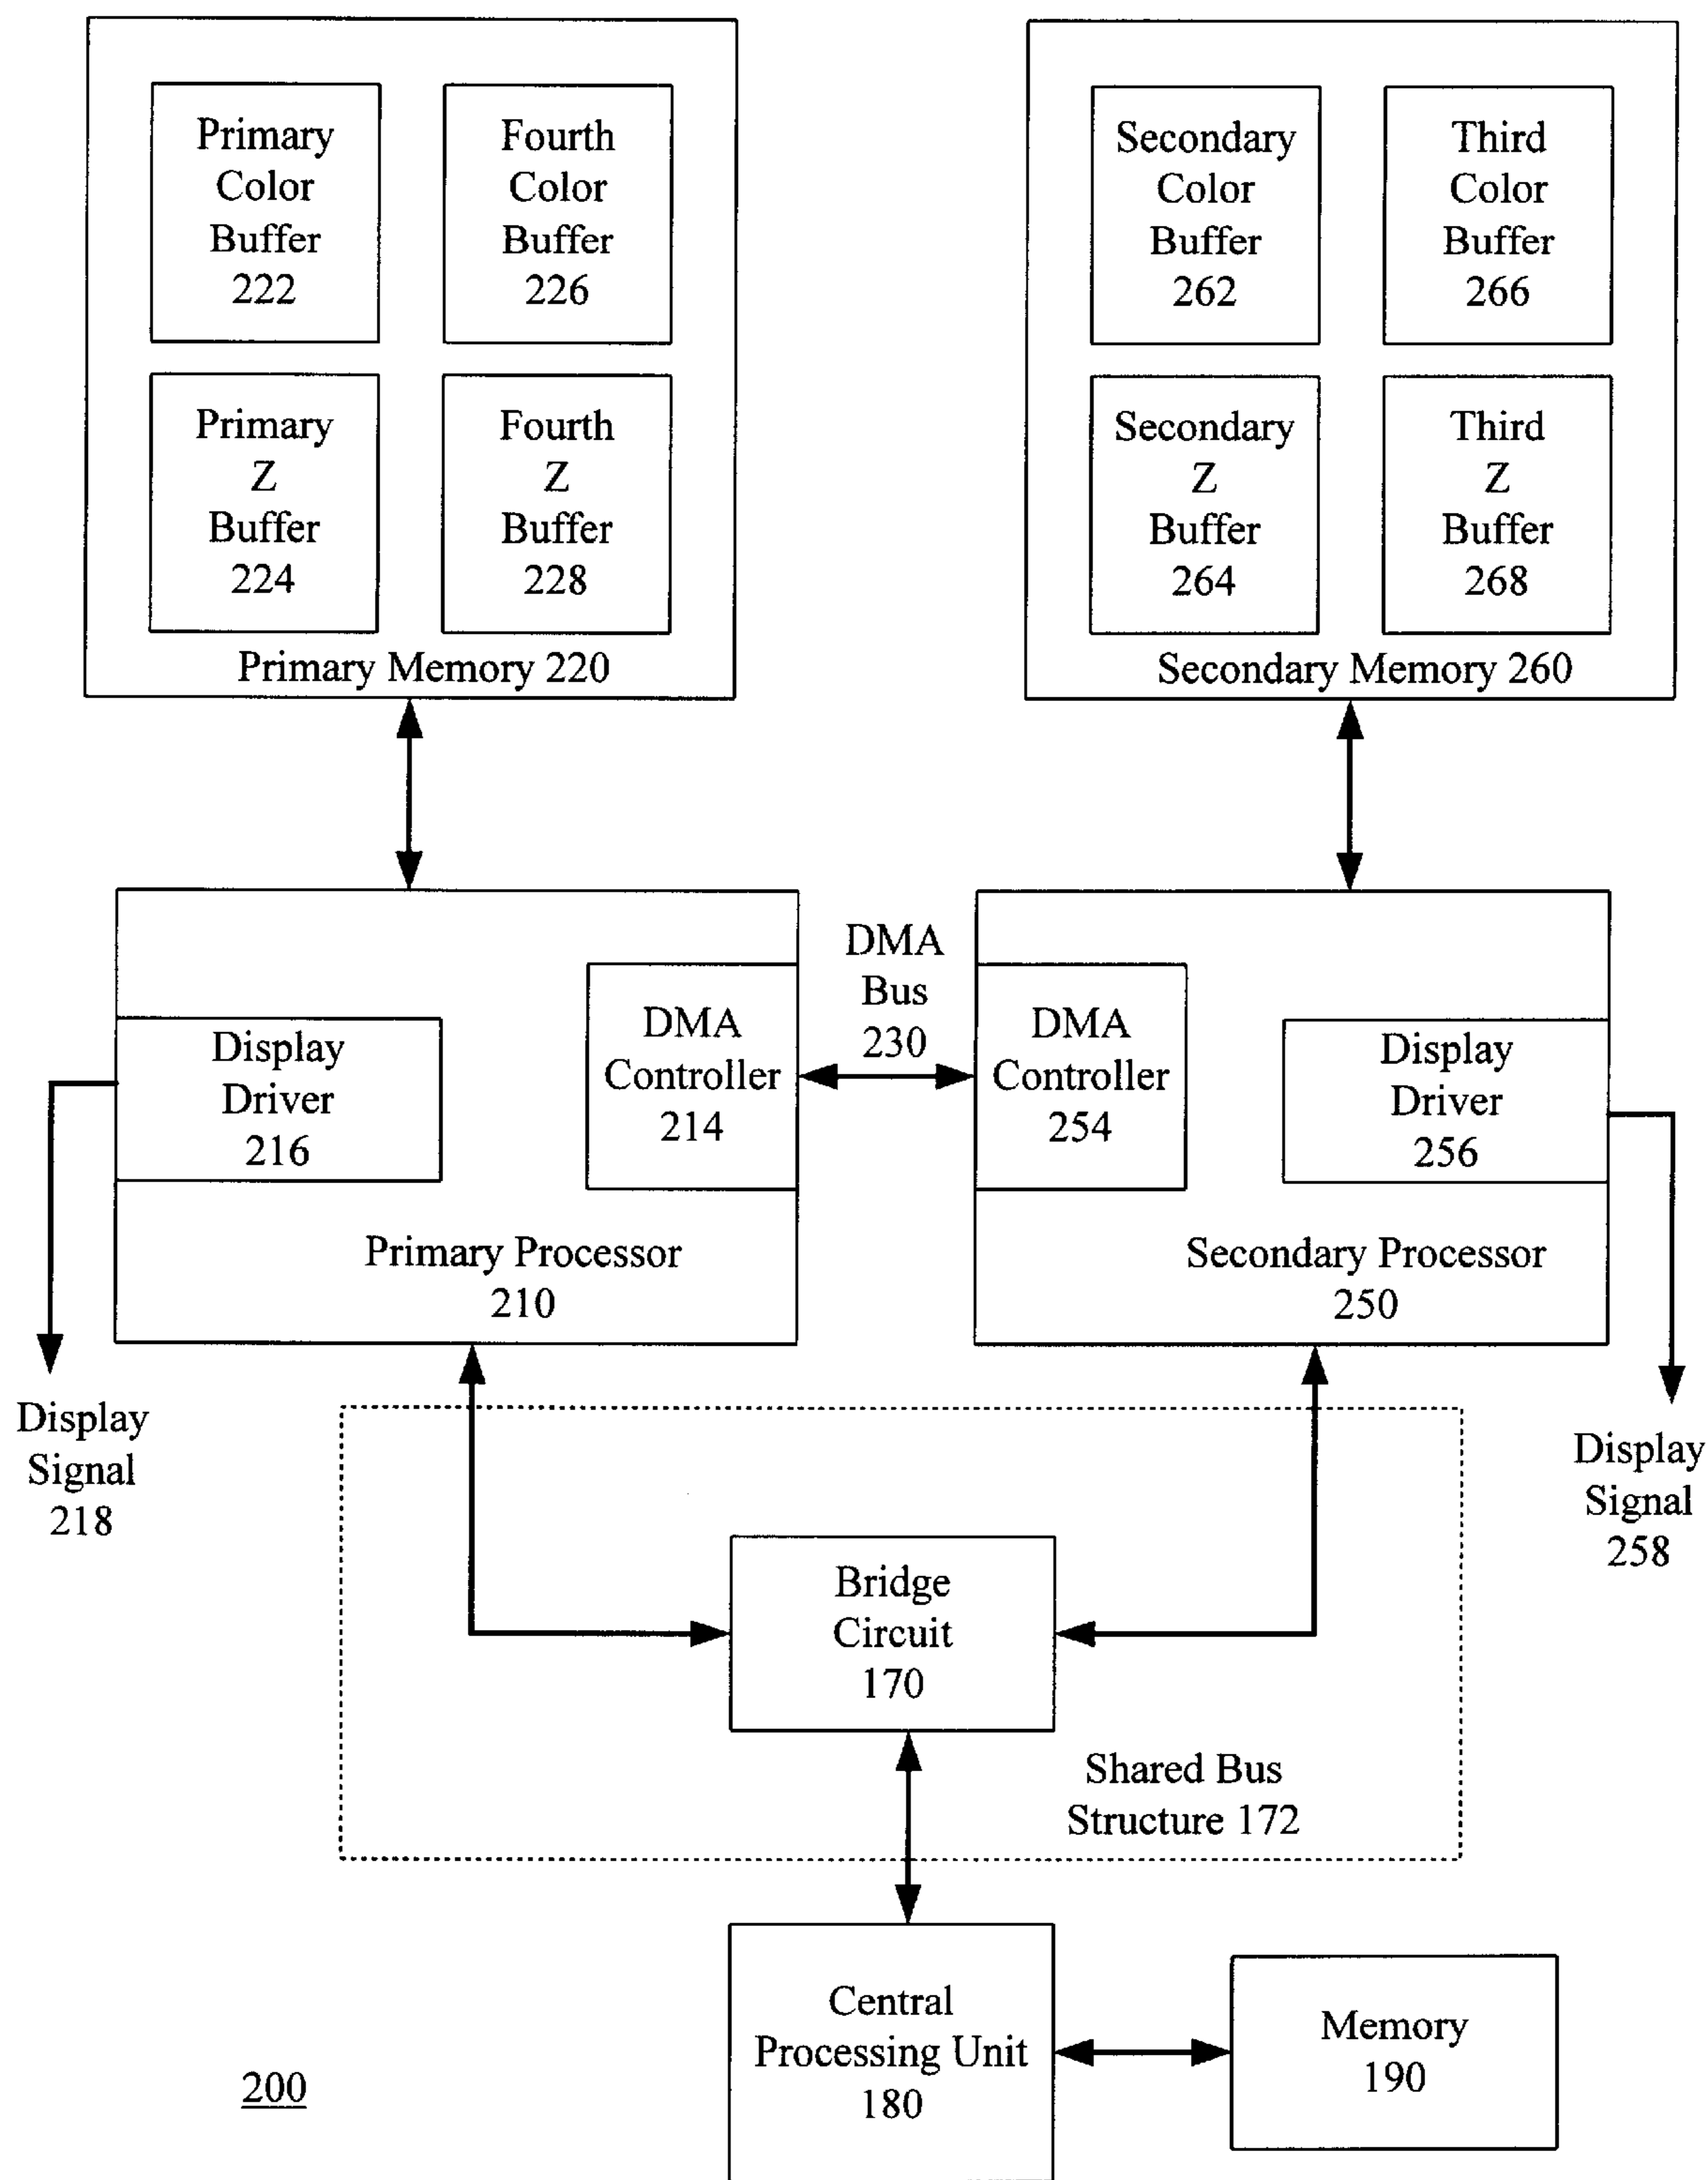 Primary
Color
Buffer
222
Fourth
Color
Buffer
226
Primary
Z
Buffer
224
Fourth
Z
Buffer
228
Primary Memory 220
Secondary
Color
Buffer
262
Third
Color
Buffer
266
Secondary
Z
Buffer
264
Third
Z
Buffer
268
Secondary Memory 260
Display
Driver
216
DMA
Controller
214
Primary Processor
210
DMA
Bus
230
DMA
Controller
254
Display
Driver
256
Secondary Processor
250
Display
Signal
218
Display
Signal
258
Bridge
Circuit
170
Shared Bus
Structure 172
Central
Processing Unit
180
Memory
190
200